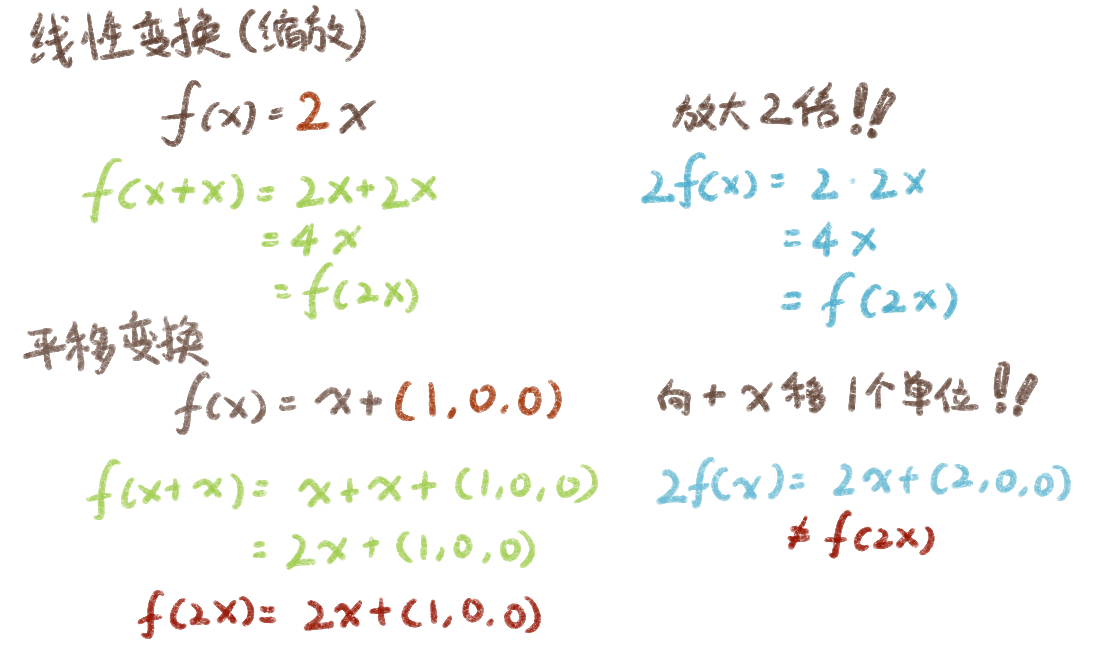 线性变换(缩放)
f(x)=2x
放大2倍!!
f(x+x)=2x+2x
=4x
=f(2x)
2f(x)=2·2x
=4x
=f(2x)
平移变换
f(x)=x+(1,0.0)
向+x移1个单位!!
f(x+x)=x+x+(1,0,0)
=2x+(1,0,0)
f(2x)=2x+(1,0.0)
2f(x)=2x+(2,0,0)
≠f(2x)